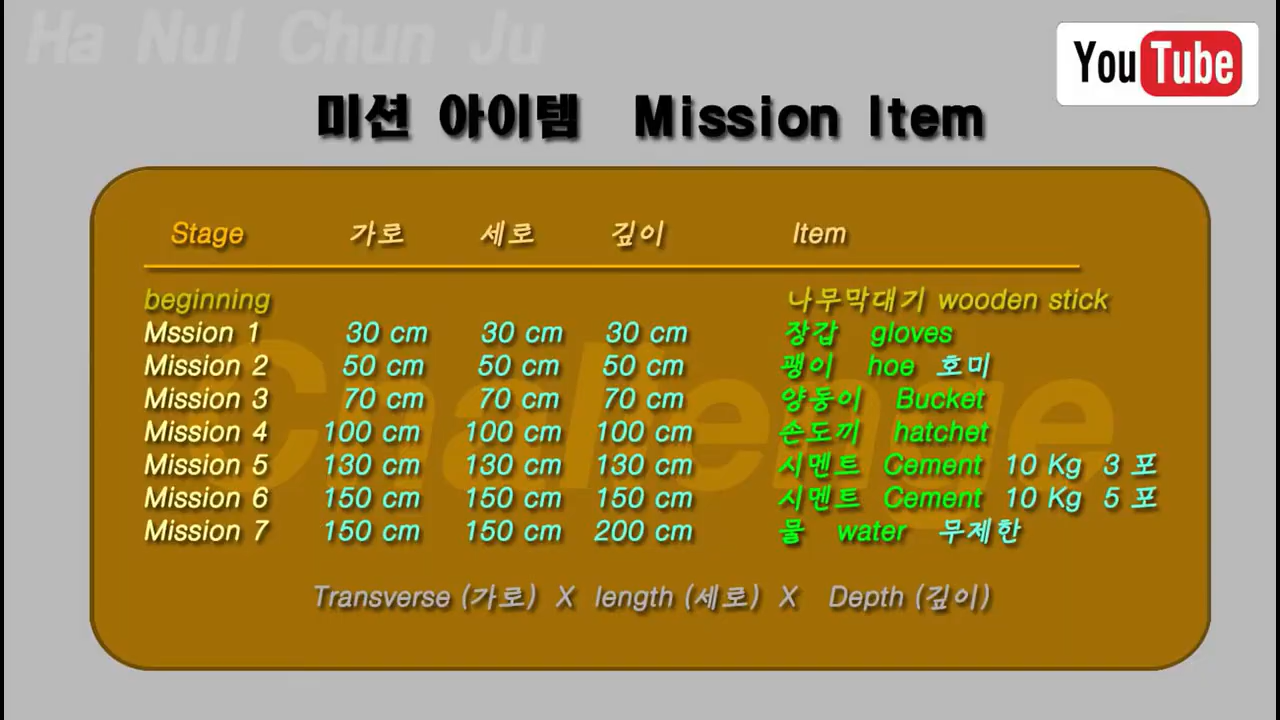 Ha Nul Chun Ju
YouTube
미션 아이템 Mission Item
Stage 가로 세로 깊이 Item
beginning 나무막대기 wooden stick
Mssion 1 30 cm 30 cm 30 cm 장갑 gloves
Mission 2 50 cm 50 cm 50 cm 괭이 hoe 호미
Mission 3 70 cm 70 cm 70 cm 양동이 Bucket
Mission 4 100 cm 100 cm 100 cm 손도끼 hatchet
Mission 5 130 cm 130 cm 130 cm 시멘트 Cement 10 Kg 3 포
Mission 6 150 cm 150 cm 150 cm 시멘트 Cement 10 Kg 5 포
Mission 7 150 cm 150 cm 200 cm 물 water 무제한
Challenge
Transverse (가로) X length (세로) X Depth (깊이)